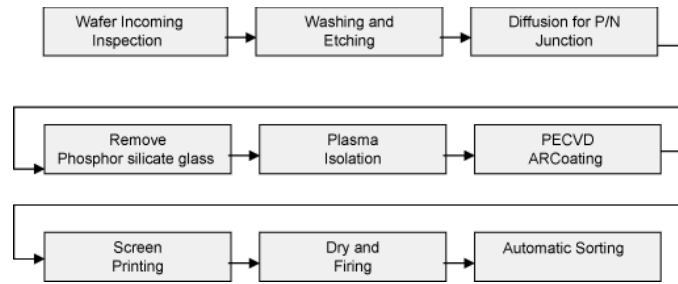 Wafer Incoming
Inspection
Washing and
Etching
Diffusion for P/N
Junction
Remove
Phosphor silicate glass
Plasma
Isolation
PECVD
ARCoating
Screen
Printing
Dry and
Firing
Automatic Sorting